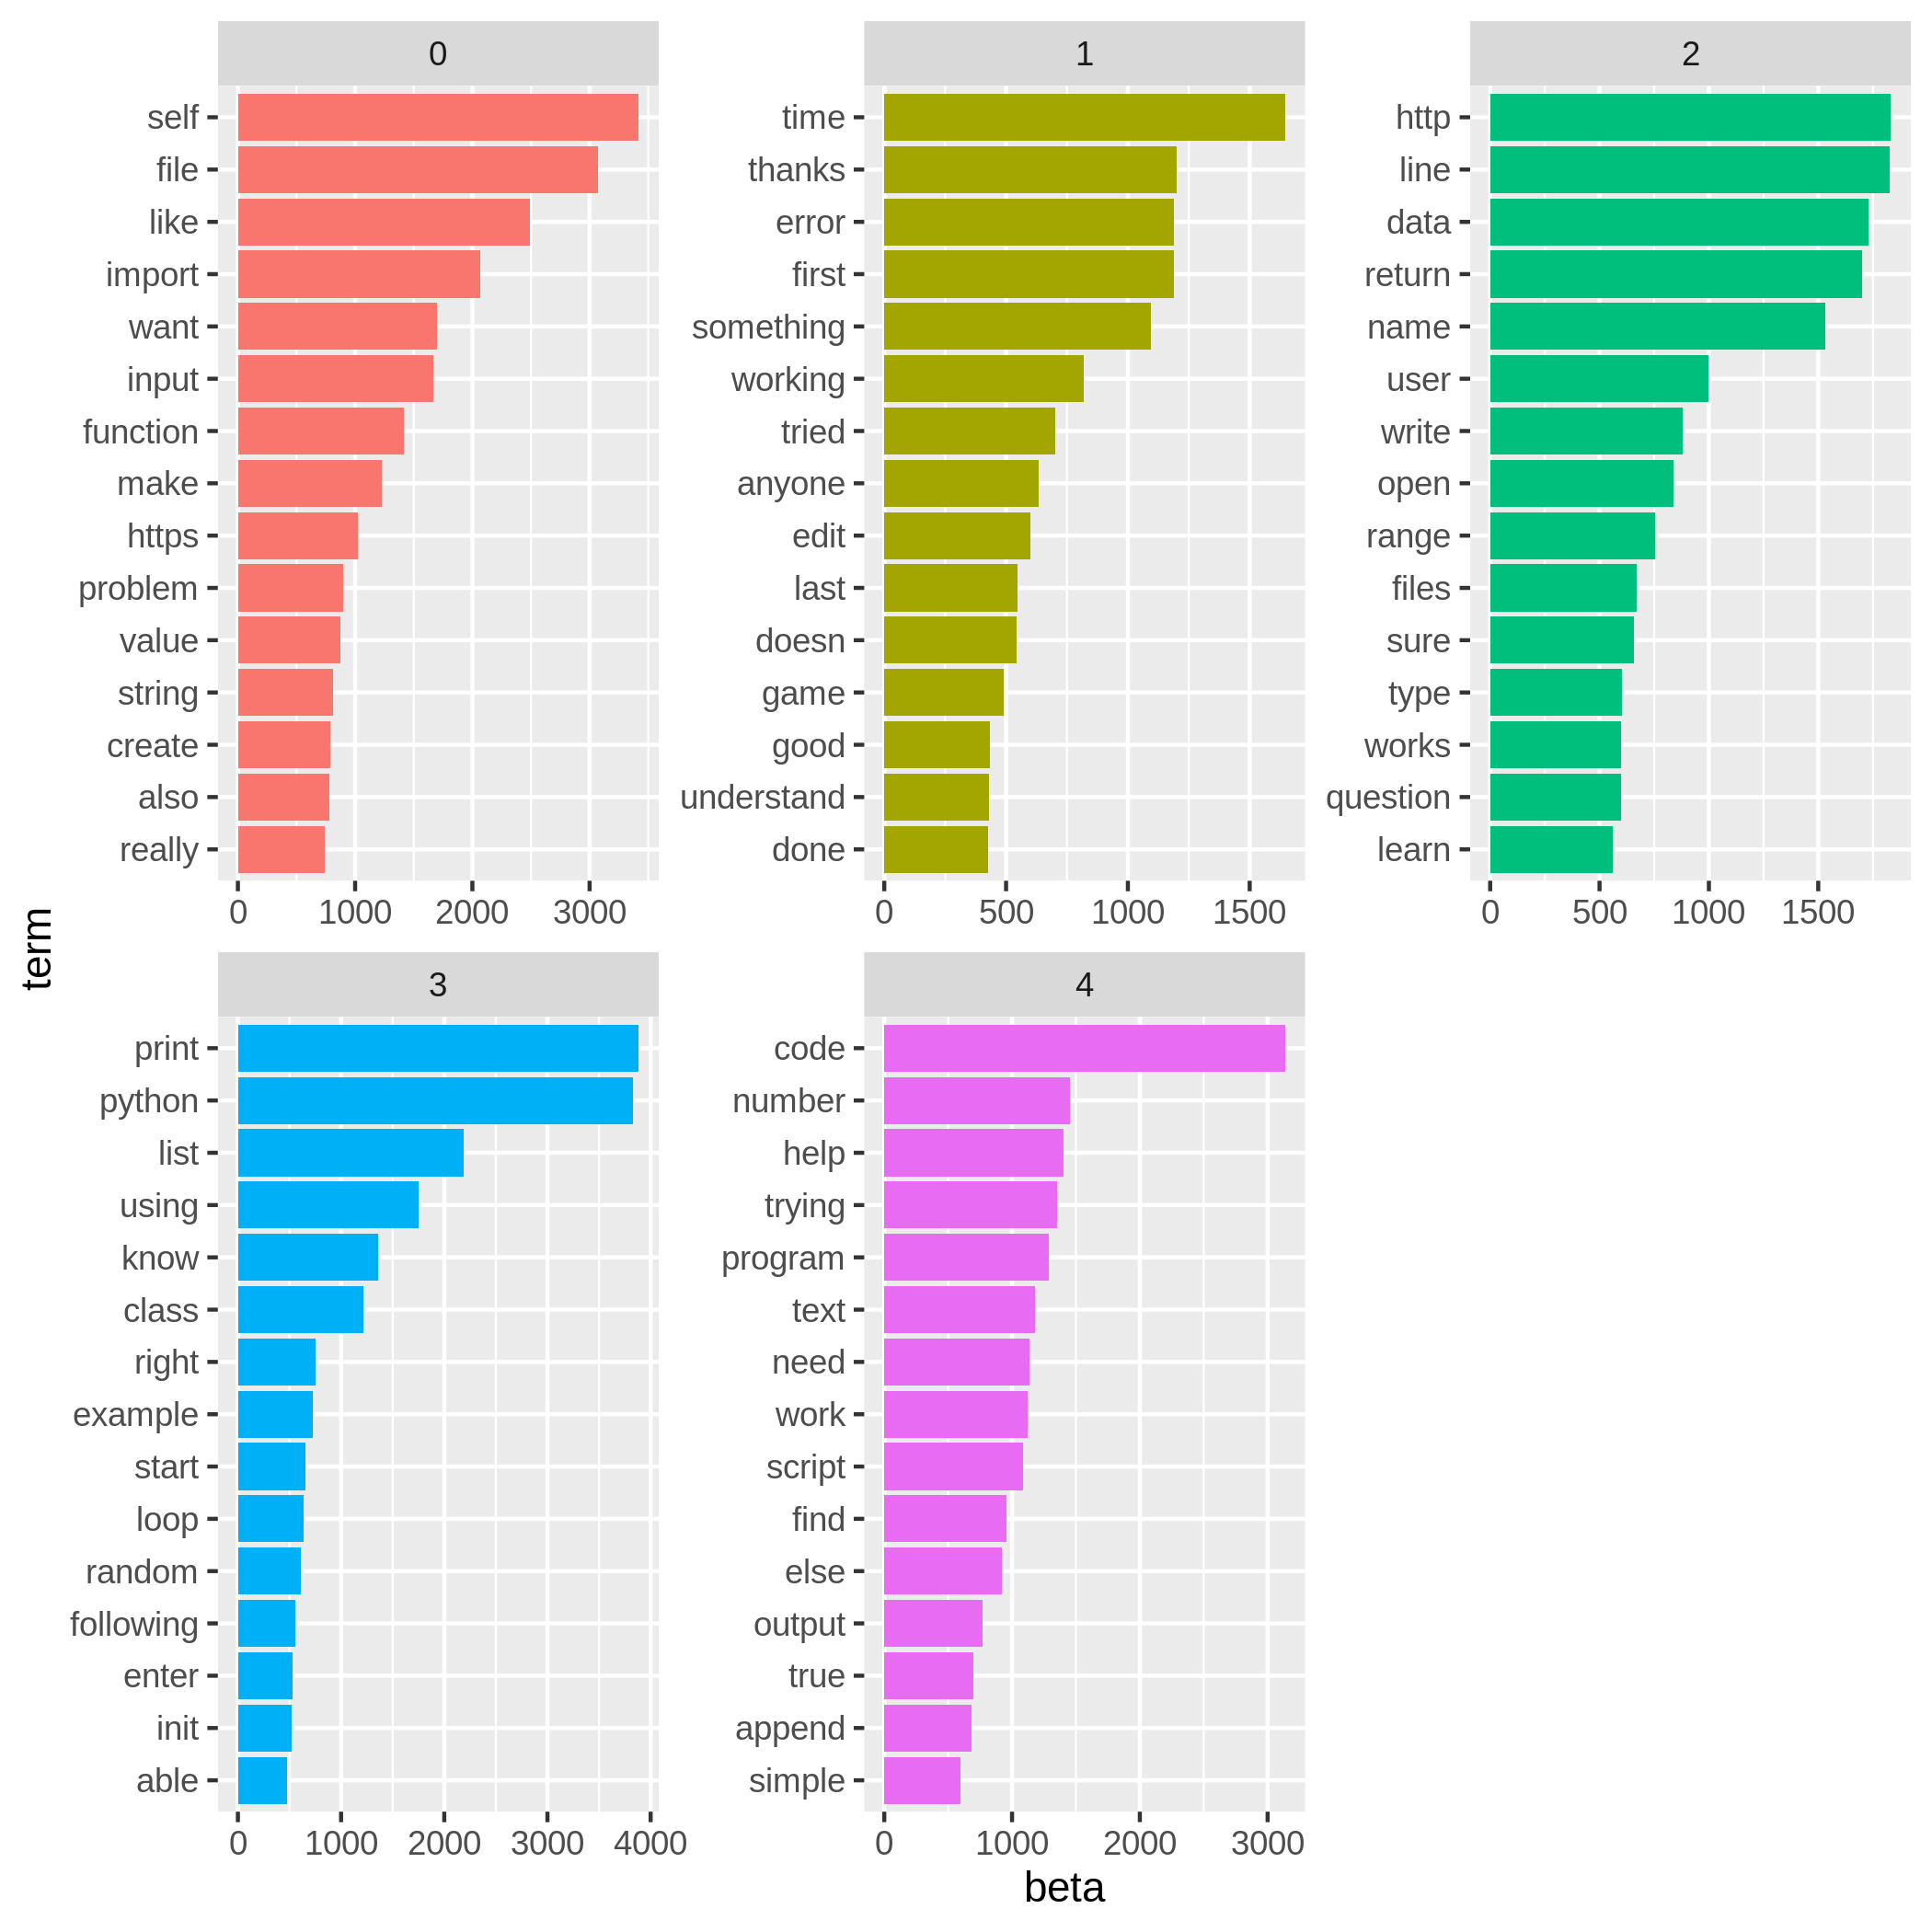 0
self
file
like
import
want
input
function
make
https
problem
value
string
create
also
really
0 1000 2000 3000
1
time
thanks
error
first
something
working
tried
anyone
edit
last
doesn
game
good
understand
done
0 500 1000 1500
2
http
line
data
return
name
user
write
open
range
files
sure
type
works
question
learn
0 500 1000 1500
term
3
print
python
list
using
know
class
right
example
start
loop
random
following
enter
init
able
0 1000 2000 3000 4000
4
code
number
help
trying
program
text
need
work
script
find
else
output
true
append
simple
0 1000 2000 3000
beta